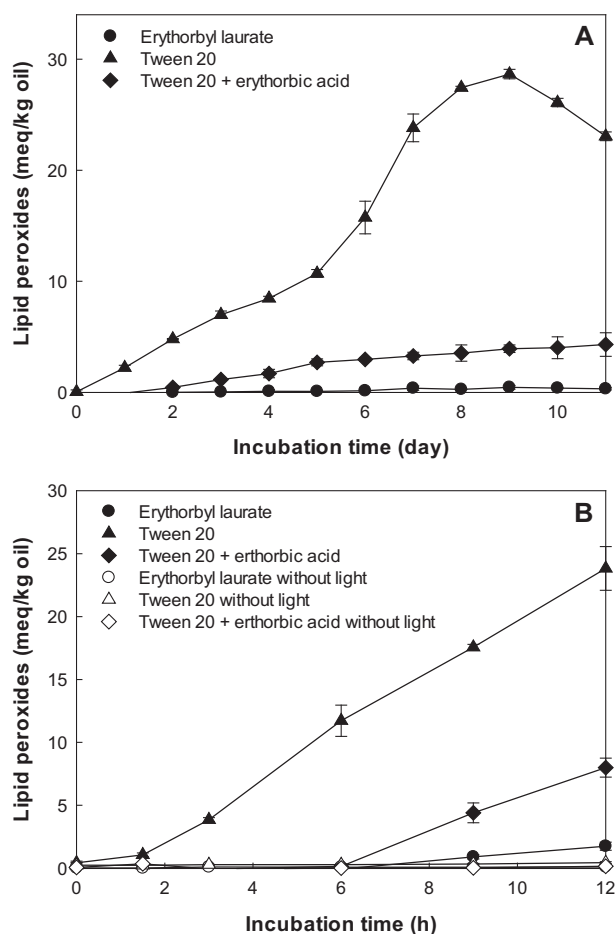 A
Erythorbyl laurate
Tween 20
Tween 20 + erythorbic acid
Lipid peroxides (meq/kg oil)
30
20
10
0
0 2 4 6 8 10
Incubation time (day)
B
Erythorbyl laurate
Tween 20
Tween 20 + erthorbic acid
Erythorbyl laurate without light
Tween 20 without light
Tween 20 + erthorbic acid without light
Lipid peroxides (meq/kg oil)
30
25
20
15
10
5
0
0 2 4 6 8 10 12
Incubation time (h)